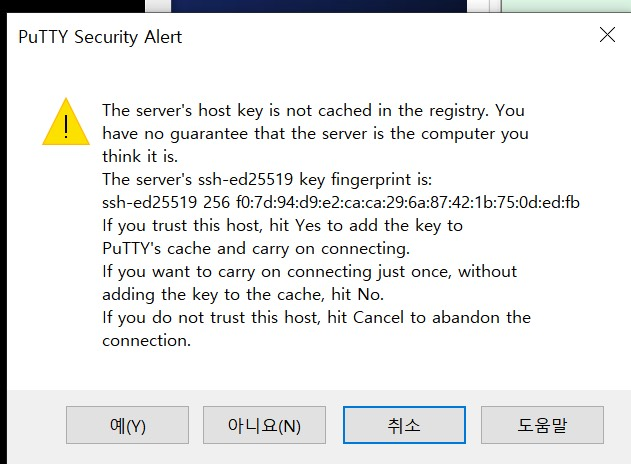 PuTTY Security Alert
The server's host key is not cached in the registry. You
have no guarantee that the server is the computer you
think it is.
The server's ssh-ed25519 key fingerprint is:
ssh-ed25519 256 f0:7d:94:d9:e2:ca:ca:29:6a:87:42:1b:75:0d:ed:fb
If you trust this host, hit Yes to add the key to
PuTTY's cache and carry on connecting.
If you want to carry on connecting just once, without
adding the key to the cache, hit No.
If you do not trust this host, hit Cancel to abandon the
connection.
예(Y)
아니요(N)
취소
도움말